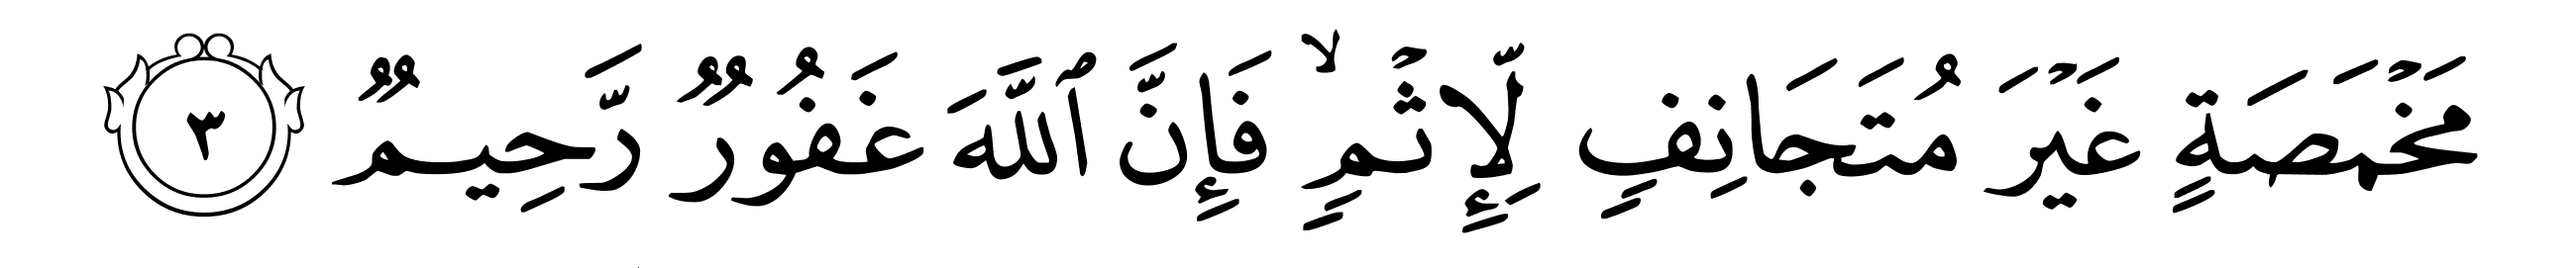 مَخْمَصَةٍ غَيْرَ مُتَجَانِفٍ لِّإِثْمٍ ۙ فَإِنَّ ٱللَّهَ غَفُورٌ رَّحِيمٌ ٣